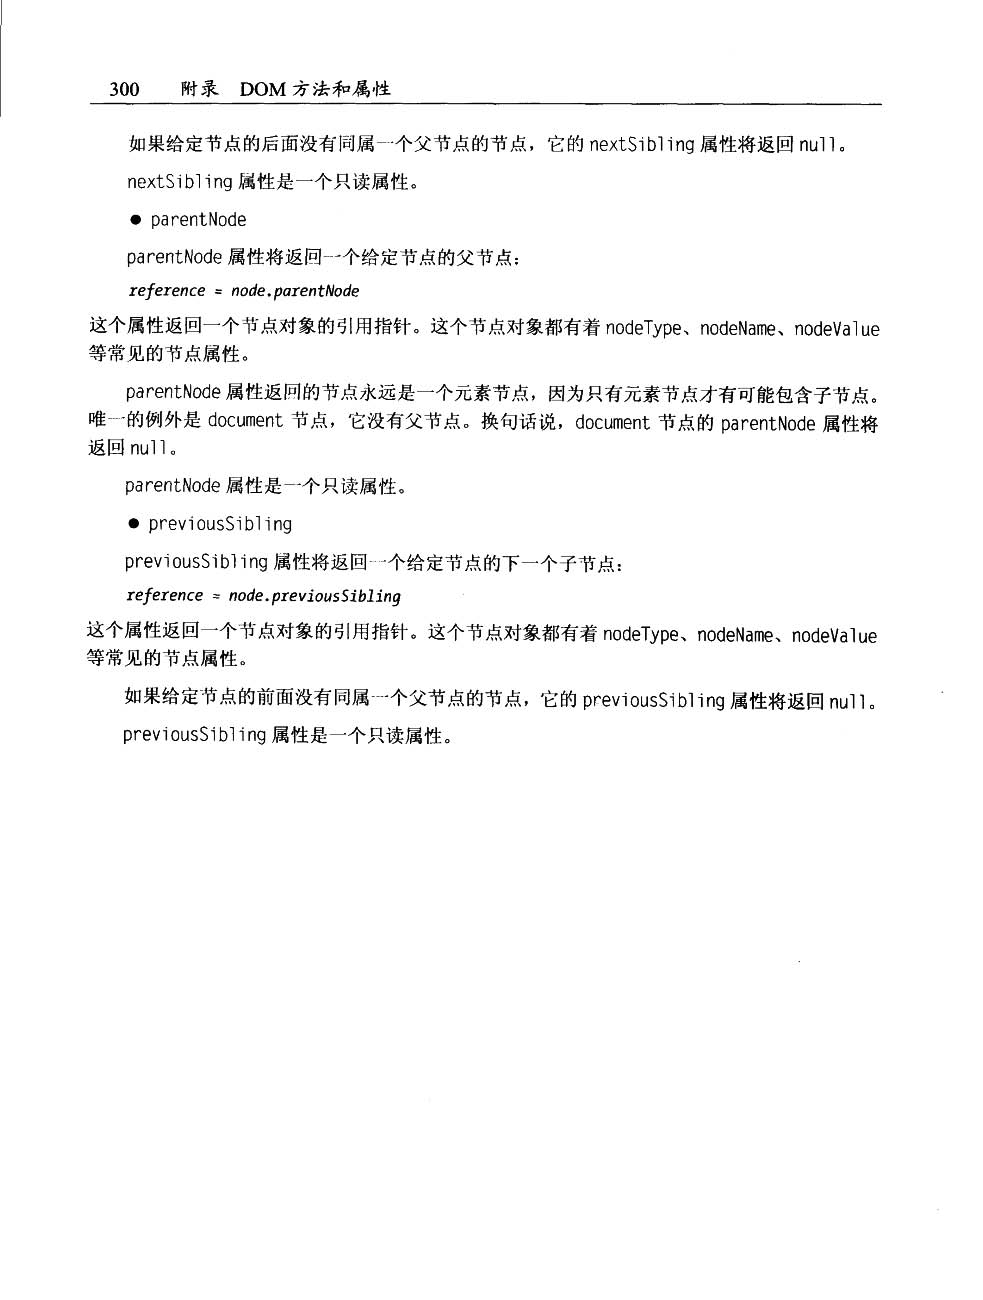 300 附录 DOM 方法和属性
如果给定节点的后面没有同属一个父节点的节点，它的 nextSibling 属性将返回 null。
nextSibling 属性是一个只读属性。
● parentNode
parentNode 属性将返回一个给定节点的父节点：
reference = node.parentNode
这个属性返回一个节点对象的引用指针。这个节点对象都有着 nodeType、nodeName、nodeValue
等常见的节点属性。
parentNode 属性返回的节点永远是一个元素节点，因为只有元素节点才有可能包含子节点。
唯一的例外是 document 节点，它没有父节点。换句话说，document 节点的 parentNode 属性将
返回 null。
parentNode 属性是一个只读属性。
● previousSibling
previousSibling 属性将返回一个给定节点的下一个子节点：
reference = node.previousSibling
这个属性返回一个节点对象的引用指针。这个节点对象都有着 nodeType、nodeName、nodeValue
等常见的节点属性。
如果给定节点的前面没有同属一个父节点的节点，它的 previousSibling 属性将返回 null。
previousSibling 属性是一个只读属性。